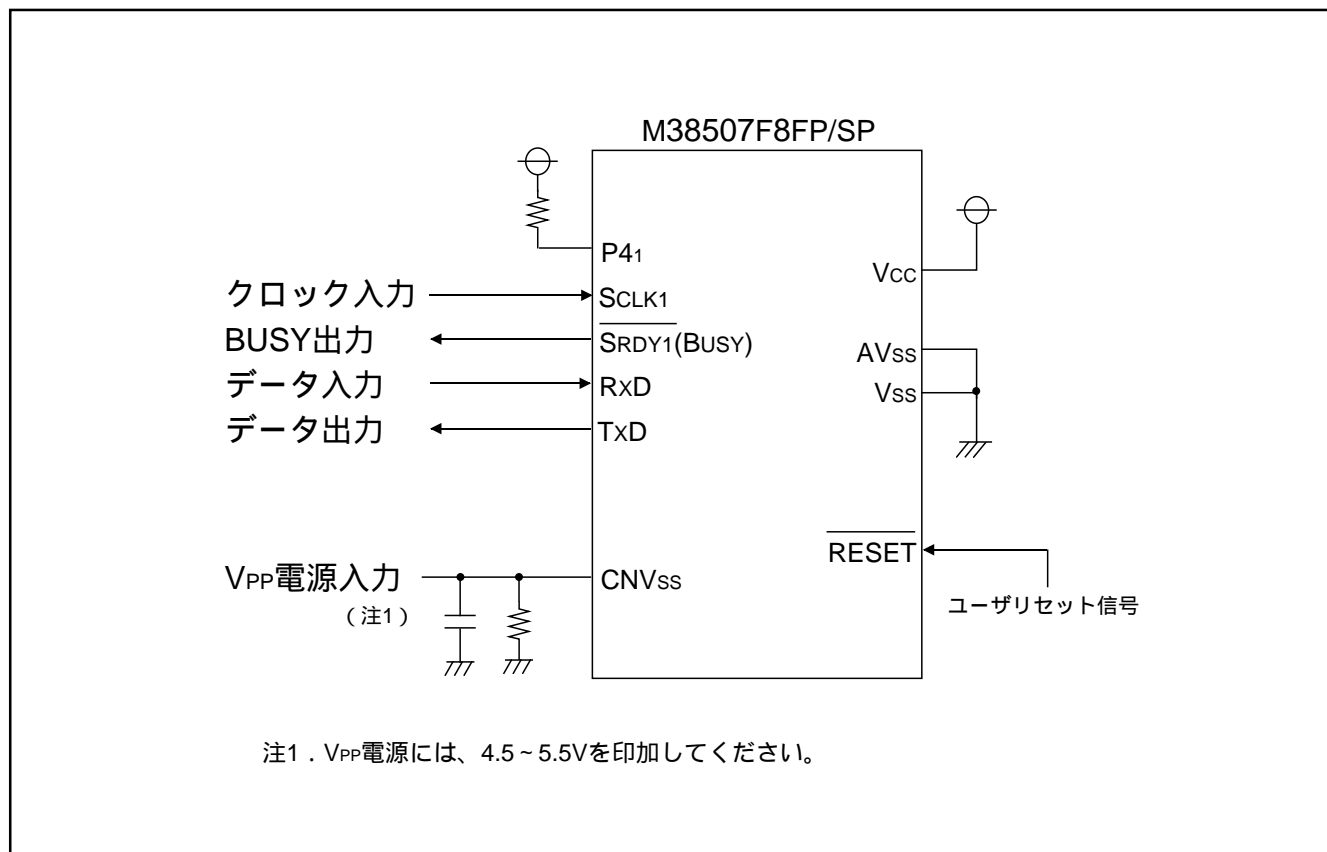 M38507F8FP/SP
P41
クロック入力
SCLK1
BUSY出力
SRDY1(BUSY)
データ入力
RXD
データ出力
TXD
VPP電源入力
(注1)
CNVSS
VCC
AVSS
VSS
RESET
ユーザリセット信号
注1．VPP電源には、4.5~5.5Vを印加してください。